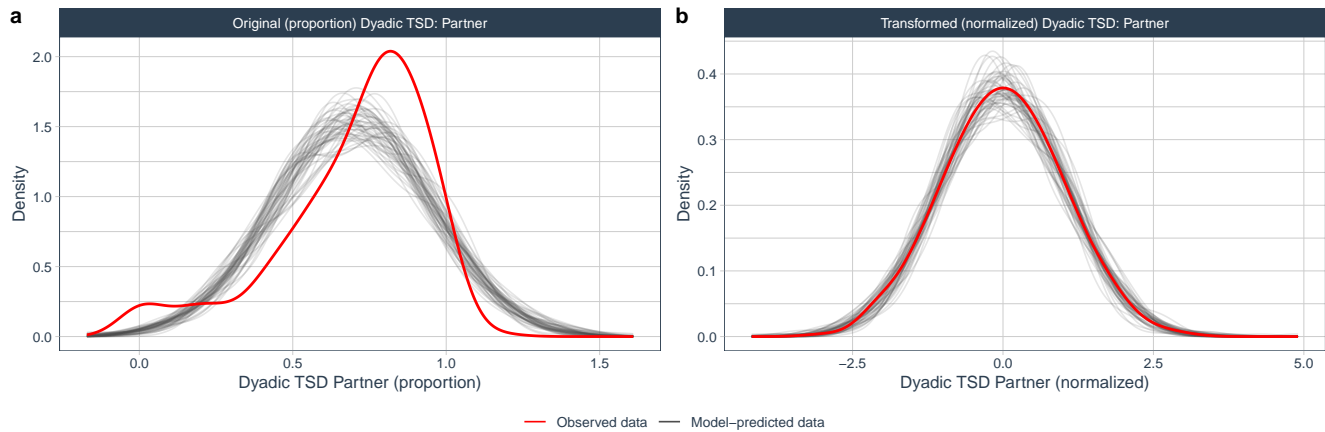 a
Original (proportion) Dyadic TSD: Partner
Density
2.0
1.5
1.0
0.5
0.0
0.0 0.5 1.0 1.5
Dyadic TSD Partner (proportion)
b
Transformed (normalized) Dyadic TSD: Partner
Density
0.4
0.3
0.2
0.1
0.0
−2.5 0.0 2.5 5.0
Dyadic TSD Partner (normalized)
Observed data Model−predicted data